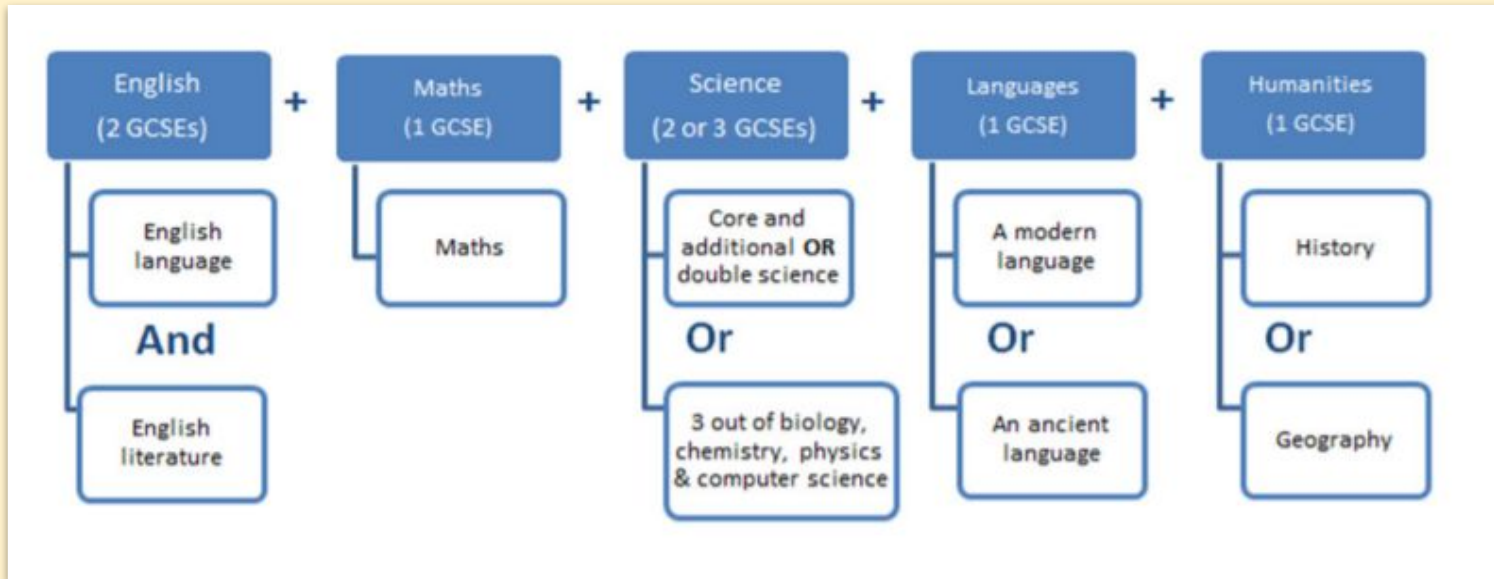 English
(2 GCSEs)
+
Maths
(1 GCSE)
+
Science
(2 or 3 GCSEs)
+
Languages
(1 GCSE)
+
Humanities
(1 GCSE)
English
language
And
English
literature
Maths
Core and
additional OR
double science
Or
3 out of biology,
chemistry, physics
& computer science
A modern
language
Or
An ancient
language
History
Or
Geography